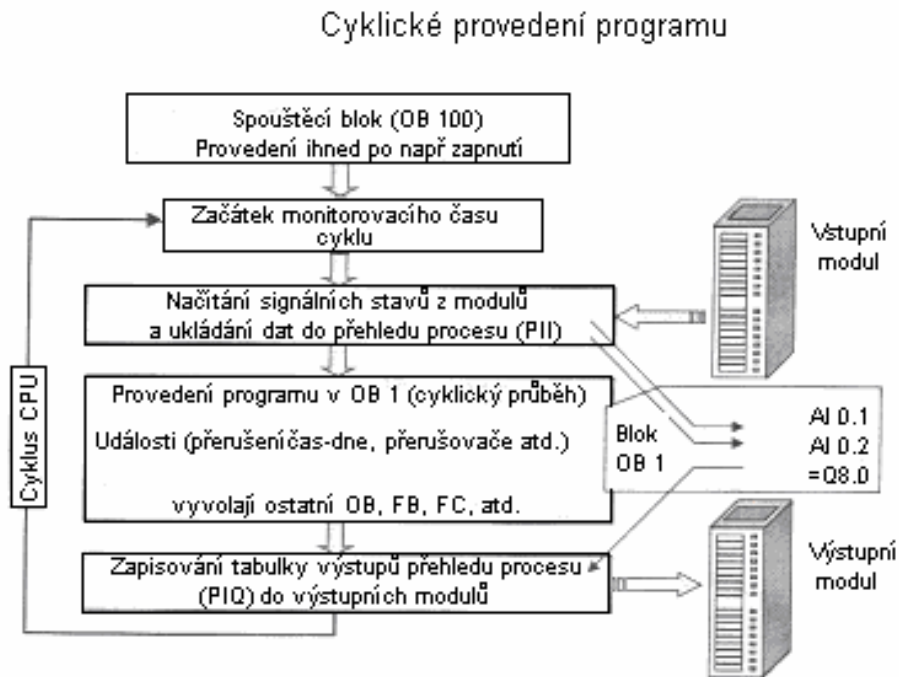 Cyklické provedení programu
Spouštěcí blok (OB 100)
Provedení ihned po např zapnutí
Začátek monitorovacího času
cyklu
Vstupní
modul
Načítání signálních stavů z modulů
a ukládání dat do přehledu procesu (PII)
Cyklus CPU
Provedení programu v OB 1 (cyklický průběh)
Události (přerušení čas-dne, přerušovače atd.)
vyvolají ostatní OB, FB, FC, atd.
Blok
OB 1
AI 0.1
AI 0.2
=Q8.0
Zapisování tabulky výstupů přehledu procesu
(PIQ) do výstupních modulů
Výstupní
modul